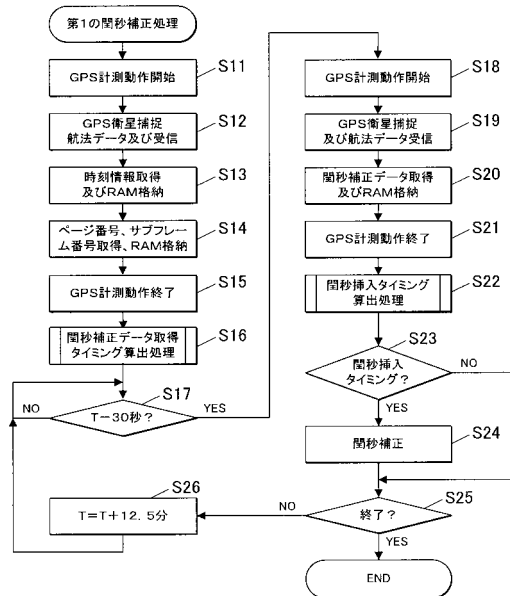 第1の閏秒補正処理
S11
GPS計測動作開始
S12
GPS衛星捕捉
航法データ及び受信
S13
時刻情報取得
及びRAM格納
S14
ページ番号、サブフレー
ム番号取得、RAM格納
S15
GPS計測動作終了
S16
閏秒補正データ取得
タイミング算出処理
S17
NO
T－30秒？
YES
S26
T＝T＋12．5分
S18
GPS計測動作開始
S19
GPS衛星捕捉
及び航法データ受信
S20
閏秒補正データ取得
及びRAM格納
S21
GPS計測動作終了
S22
閏秒挿入タイミング
算出処理
S23
閏秒挿入
タイミング？
NO
YES
S24
閏秒補正
S25
NO
終了？
YES
END